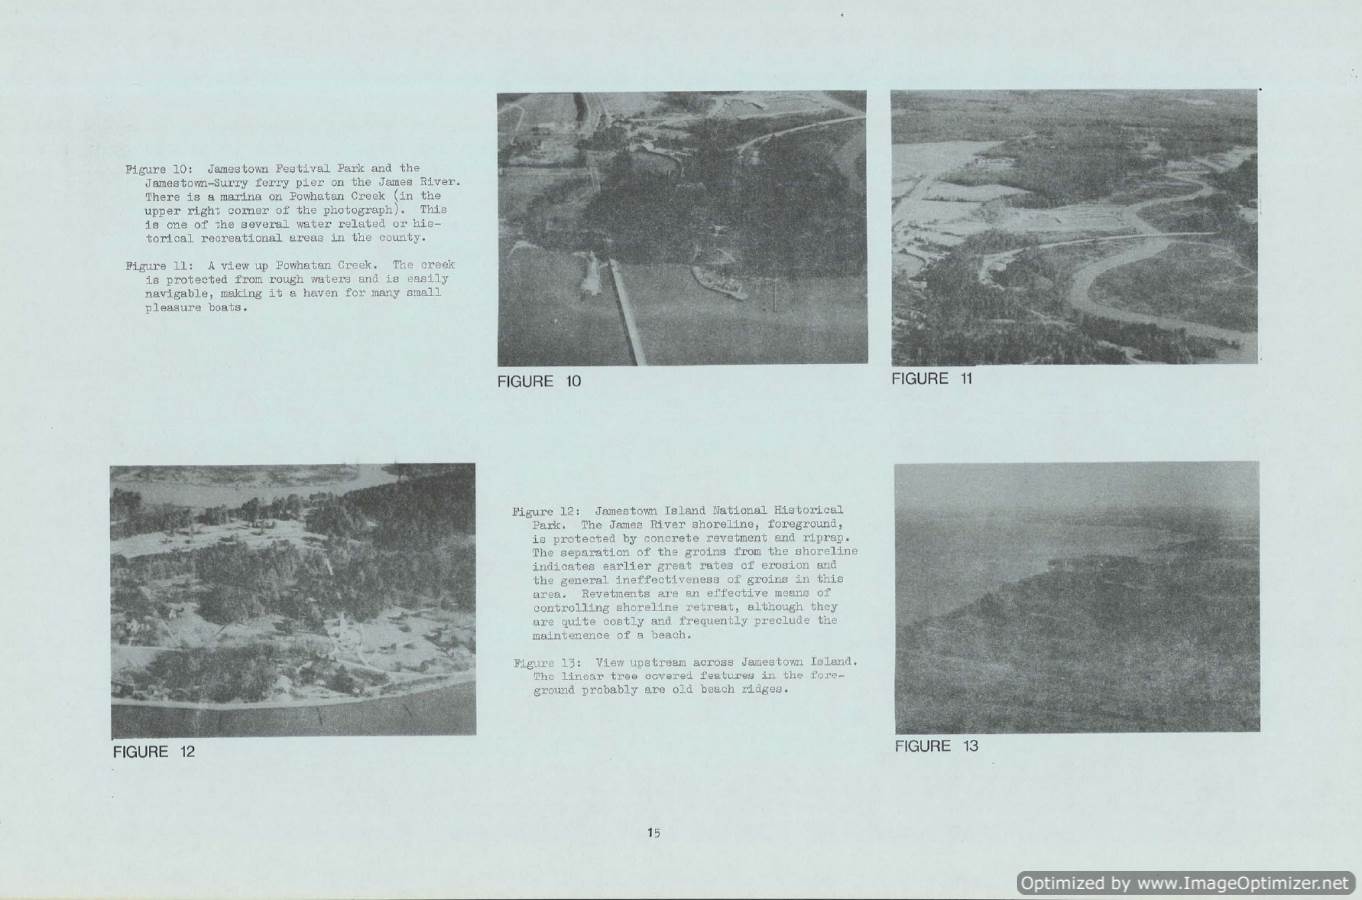 Figure 10: Jamestown Festival Park and the
Jamestown-Surry ferry pier on the James River.
There is a marina on Powhatan Creek (in the
upper right corner of the photograph). This
is one of the several water related or his-
torical recreational areas in the county.
Figure 11: A view up Powhatan Creek. The creek
is protected from rough waters and is easily
navigable, making it a haven for many small
pleasure boats.
FIGURE 10
FIGURE 11
Figure 12: Jamestown Island National Historical
Park. The James River shoreline, foreground,
is protected by concrete revetment and riprap.
The separation of the groins from the shoreline
indicates earlier great rates of erosion and
the general ineffectiveness of groins in this
area. Revetments are an effective means of
controlling shoreline retreat, although they
are quite costly and frequently preclude the
maintenence of a beach.
Figure 13: View upstream across Jamestown Island.
The linear tree covered features in the fore-
ground probably are old beach ridges.
FIGURE 12
FIGURE 13
15
Optimized by www.ImageOptimizer.net